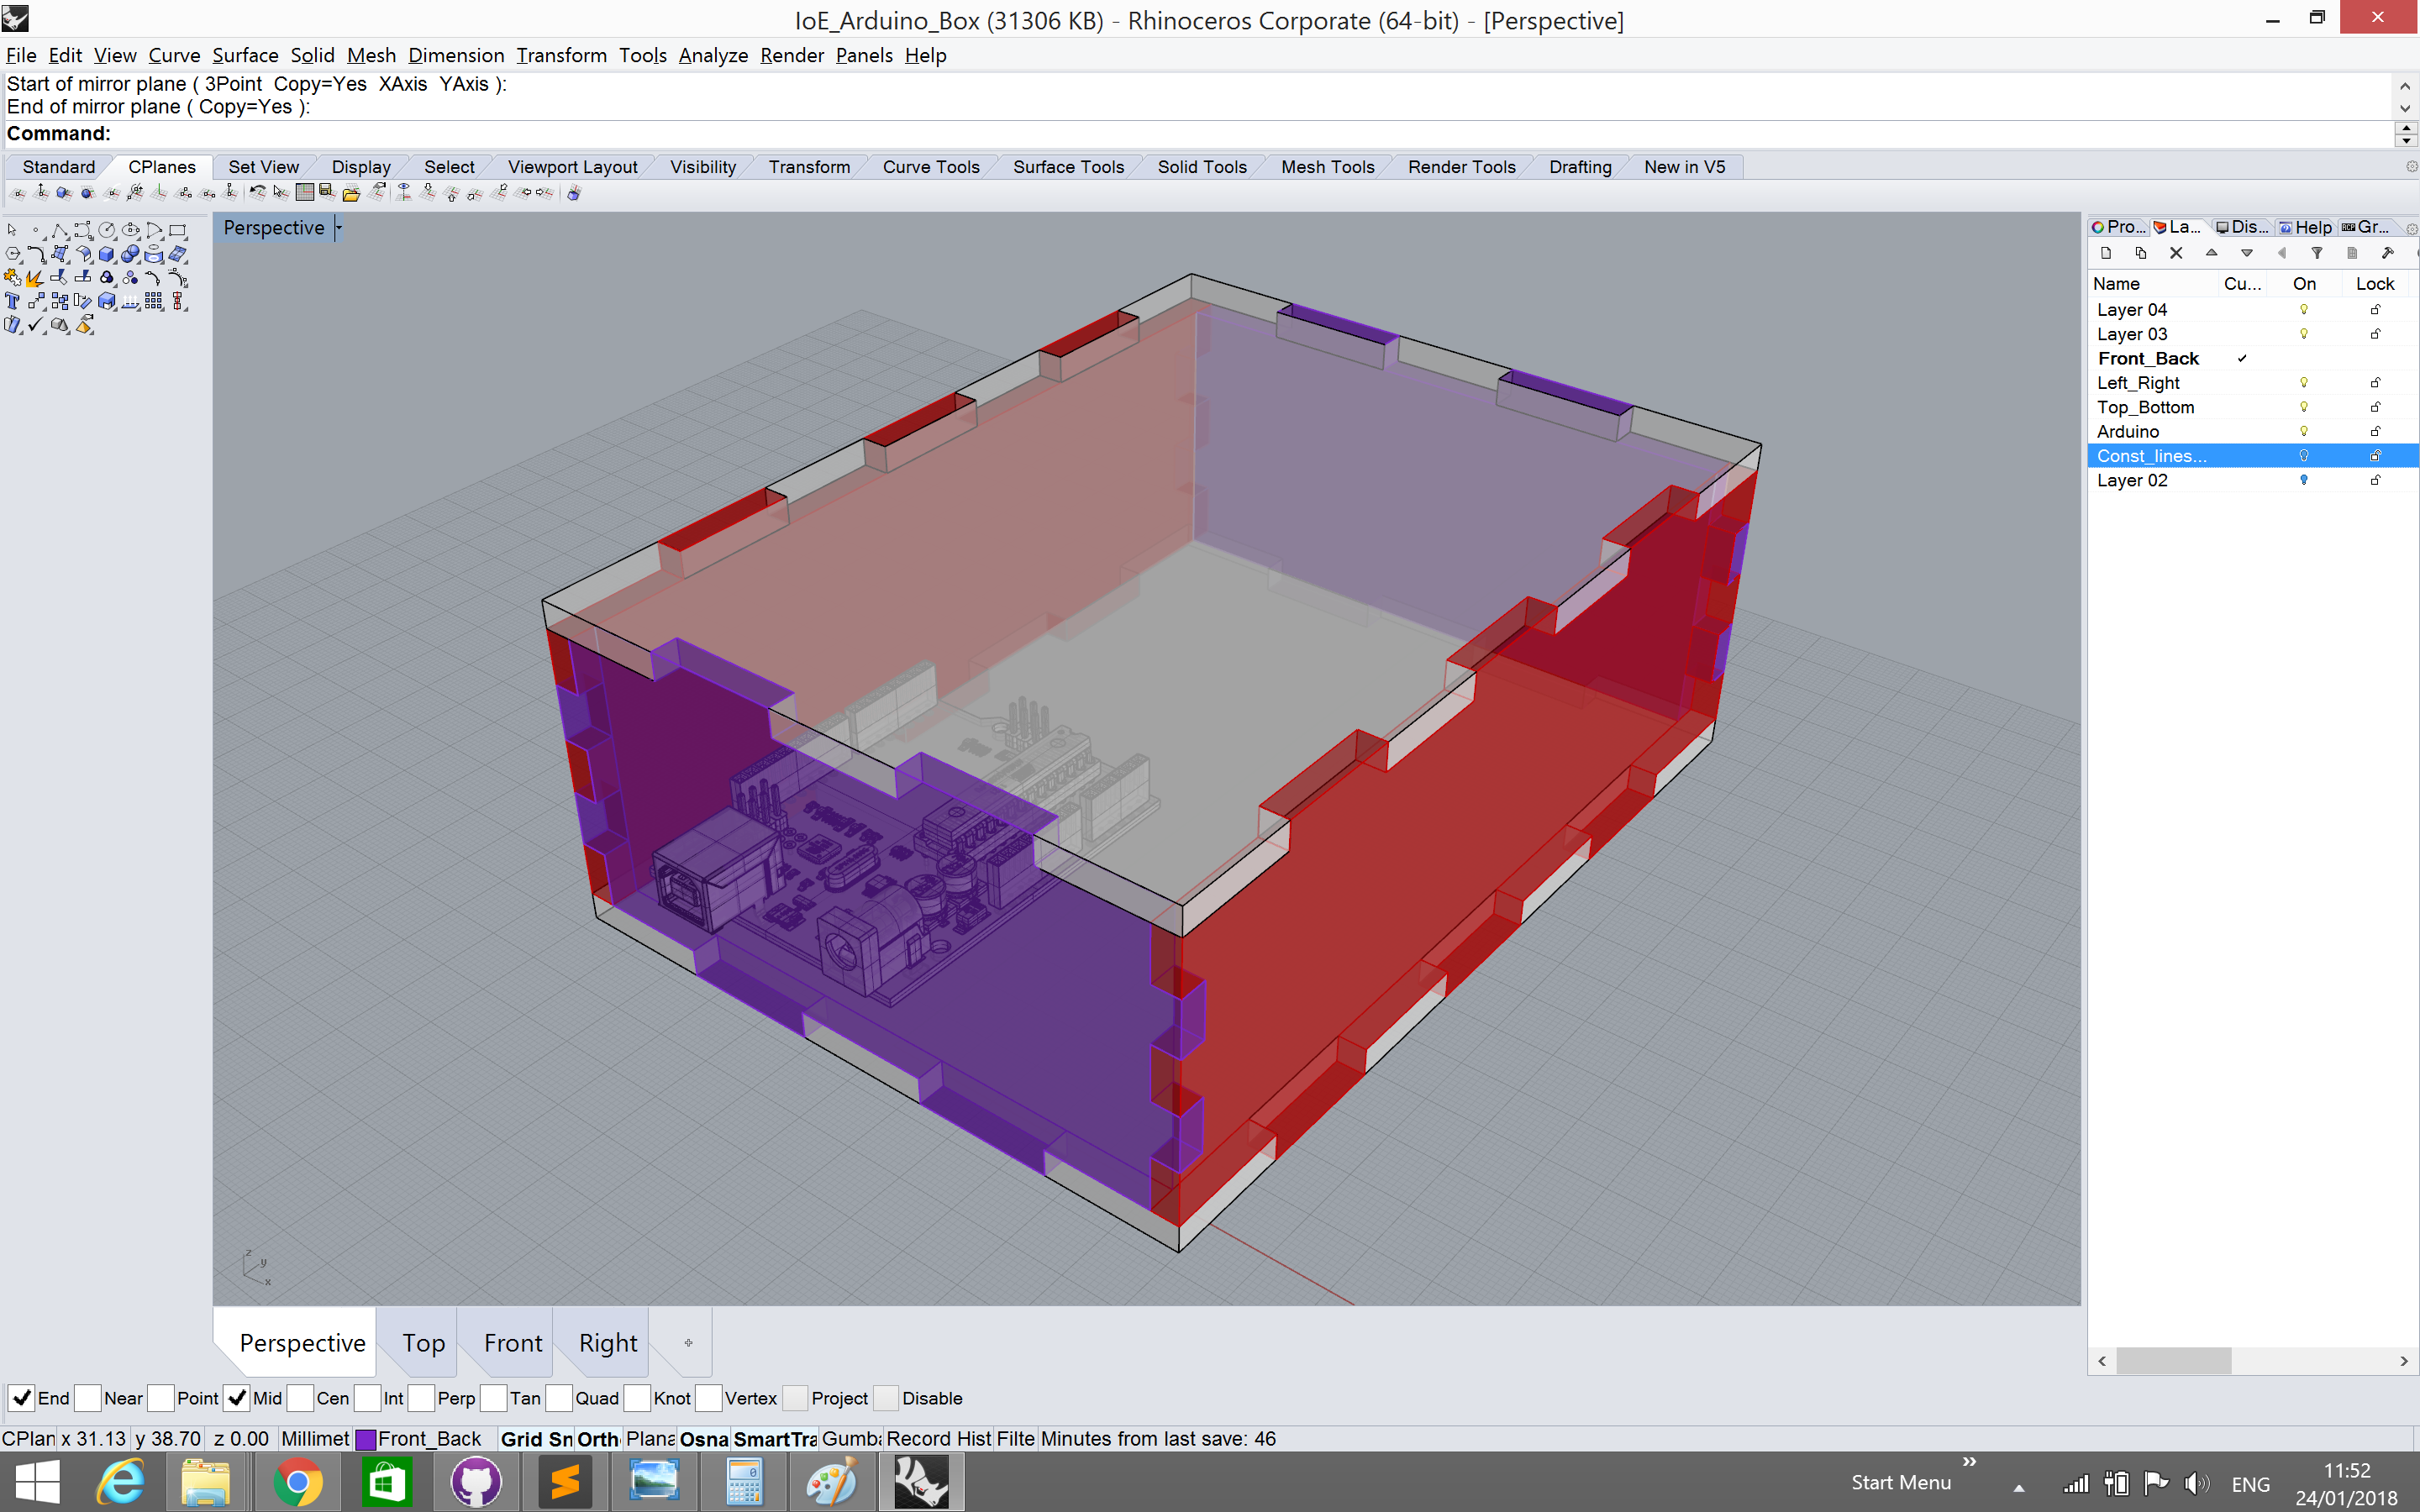 IoE_Arduino_Box (31306 KB) - Rhinoceros Corporate (64-bit) - [Perspective]
File Edit View Curve Surface Solid Mesh Dimension Transform Tools Analyze Render Panels Help
Start of mirror plane ( 3Point Copy=Yes XAxis YAxis ):
End of mirror plane ( Copy=Yes ):
Command:
Standard CPlanes Set View Display Select Viewport Layout Visibility Transform Curve Tools Surface Tools Solid Tools Mesh Tools Render Tools Drafting New in V5
Perspective
Pro... La... Dis... Help Gr...
Name Cu... On Lock
Layer 04
Layer 03
Front_Back
Left_Right
Top_Bottom
Arduino
Const_lines...
Layer 02
z
y
x
Perspective Top Front Right
End Near Point Mid Cen Int Perp Tan Quad Knot Vertex Project Disable
CPlan x 31.13 y 38.70 z 0.00 Millimet Front_Back Grid Sn Orth Plana Osna SmartTra Gumba Record Hist Filte Minutes from last save: 46
Start Menu ENG 11:52
24/01/2018